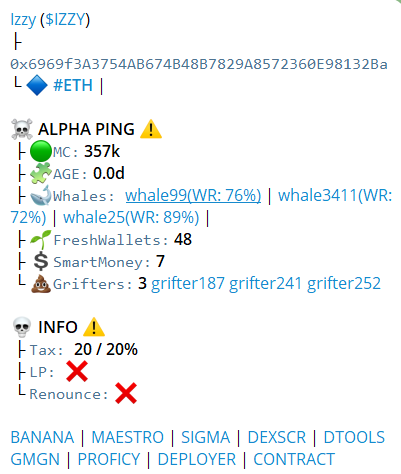 Izzy ($IZZY)
├
0x6969f3A3754AB674B48B7829A8572360E98132Ba
└ 🔷 #ETH |
☠️ ALPHA PING ⚠️
├ 🟢MC: 357k
├ 🧩AGE: 0.0d
├ 🐳Whales: whale99(WR: 76%) | whale3411(WR:
72%) | whale25(WR: 89%) |
├ 🌱FreshWallets: 48
├ 💲SmartMoney: 7
└ 💩Grifters: 3 grifter187 grifter241 grifter252
💀 INFO ⚠️
├ Tax: 20 / 20%
├ LP: ❌
└ Renounce: ❌
BANANA | MAESTRO | SIGMA | DEXSCR | DTOOLS
GMGN | PROFICY | DEPLOYER | CONTRACT